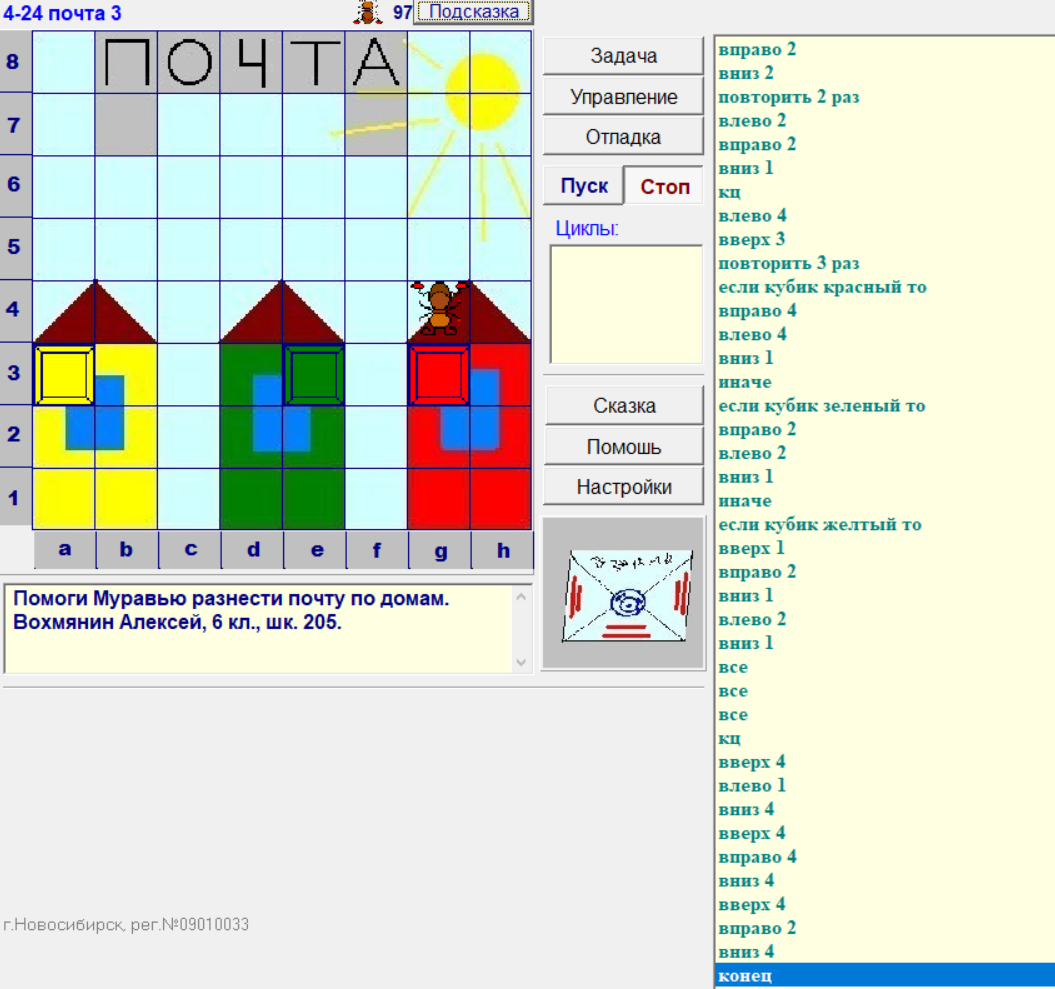 4-24 почта 3
97
Подсказка
8
ПОЧТА
7
6
5
4
3
2
1
a b c d e f g h
Помоги Муравью разнести почту по домам.
Вохмянин Алексей, 6 кл., шк. 205.
г.Новосибирск, рег.№09010033
Задача
Управление
Отладка
Пуск
Стоп
Циклы:
Сказка
Помошь
Настройки
вправо 2
вниз 2
повторить 2 раз
влево 2
вправо 2
вниз 1
кц
влево 4
вверх 3
повторить 3 раз
если кубик красный то
вправо 4
влево 4
вниз 1
иначе
если кубик зеленый то
вправо 2
влево 2
вниз 1
иначе
если кубик желтый то
вверх 1
вправо 2
вниз 1
влево 2
вниз 1
все
все
все
кц
вверх 4
влево 1
вниз 4
вверх 4
вправо 4
вниз 4
вверх 4
вправо 2
вниз 4
конец